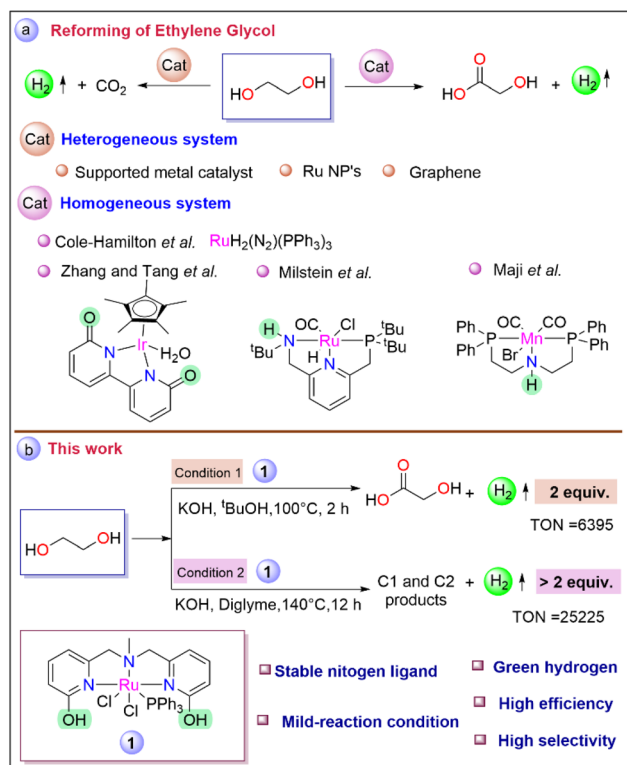 a Reforming of Ethylene Glycol
H2 + CO2
Cat
HO OH
Cat
O
HO OH + H2
Cat Heterogeneous system
Supported metal catalyst Ru NP's Graphene
Cat Homogeneous system
Cole-Hamilton et al. RuH2(N2)(PPh3)3
Zhang and Tang et al. Milstein et al. Maji et al.
O N Ir H2O N O
H N tBu OC Cl Ru H N P tBu tBu
Ph Ph P OC CO Mn Br N H P Ph Ph
b This work
Condition 1 1
KOH, tBuOH,100°C, 2 h
O
HO OH + H2 2 equiv.
TON =6395
HO OH
Condition 2 1
KOH, Diglyme,140°C,12 h
C1 and C2
products
+ H2 > 2 equiv.
TON =25225
N
N Ru N
Cl Cl PPh3
OH OH
1
Stable nitogen ligand
Mild-reaction condition
Green hydrogen
High efficiency
High selectivity